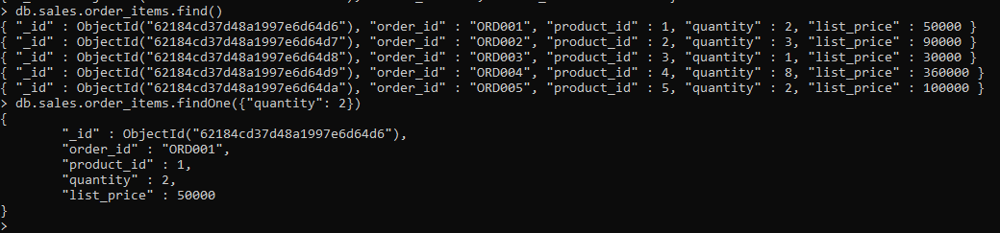 > db.sales.order_items.find()
{ "_id" : ObjectId("62184cd37d48a1997e6d64d6"), "order_id" : "ORD001", "product_id" : 1, "quantity" : 2, "list_price" : 50000 }
{ "_id" : ObjectId("62184cd37d48a1997e6d64d7"), "order_id" : "ORD002", "product_id" : 2, "quantity" : 3, "list_price" : 90000 }
{ "_id" : ObjectId("62184cd37d48a1997e6d64d8"), "order_id" : "ORD003", "product_id" : 3, "quantity" : 1, "list_price" : 30000 }
{ "_id" : ObjectId("62184cd37d48a1997e6d64d9"), "order_id" : "ORD004", "product_id" : 4, "quantity" : 8, "list_price" : 360000 }
{ "_id" : ObjectId("62184cd37d48a1997e6d64da"), "order_id" : "ORD005", "product_id" : 5, "quantity" : 2, "list_price" : 100000 }
> db.sales.order_items.findOne({"quantity": 2})
{
        "_id" : ObjectId("62184cd37d48a1997e6d64d6"),
        "order_id" : "ORD001",
        "product_id" : 1,
        "quantity" : 2,
        "list_price" : 50000
}
>